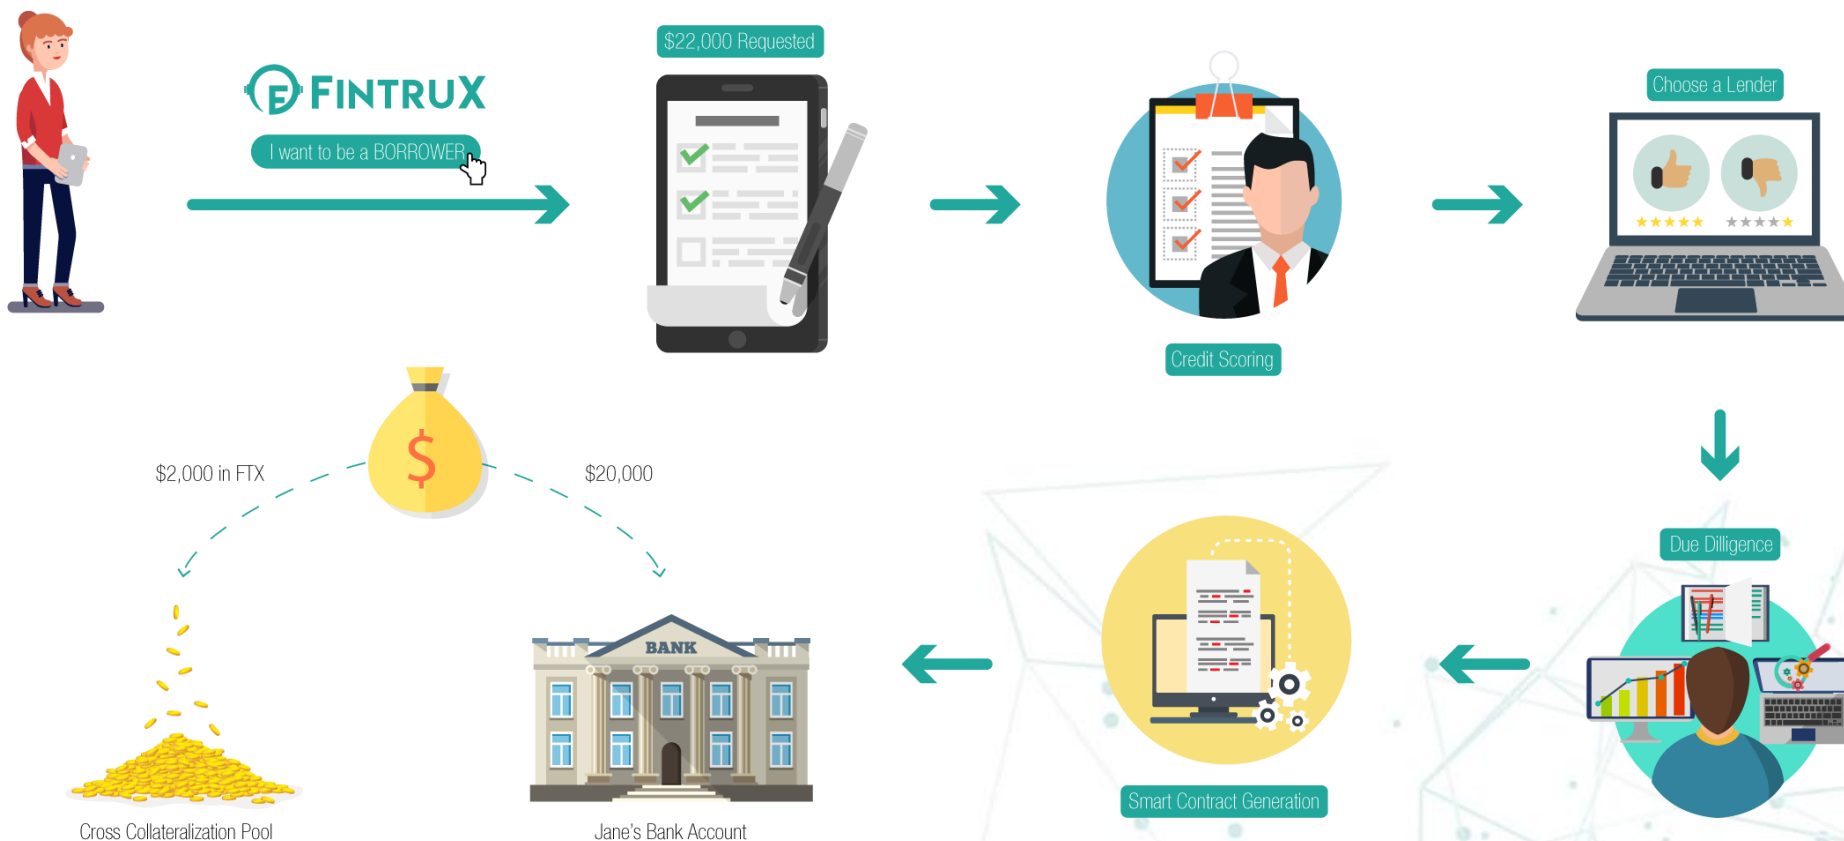 $22,000 Requested
FINTRUX
I want to be a BORROWER
Choose a Lender
Credit Scoring
$2,000 in FTX
$20,000
$
Due Dilligence
BANK
Smart Contract Generation
Cross Collateralization Pool
Jane's Bank Account